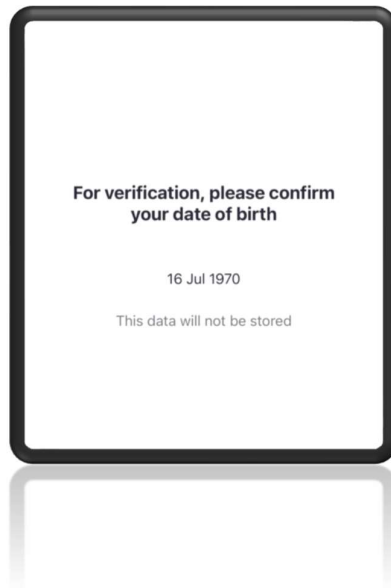 For verification, please confirm
your date of birth
16 Jul 1970
This data will not be stored